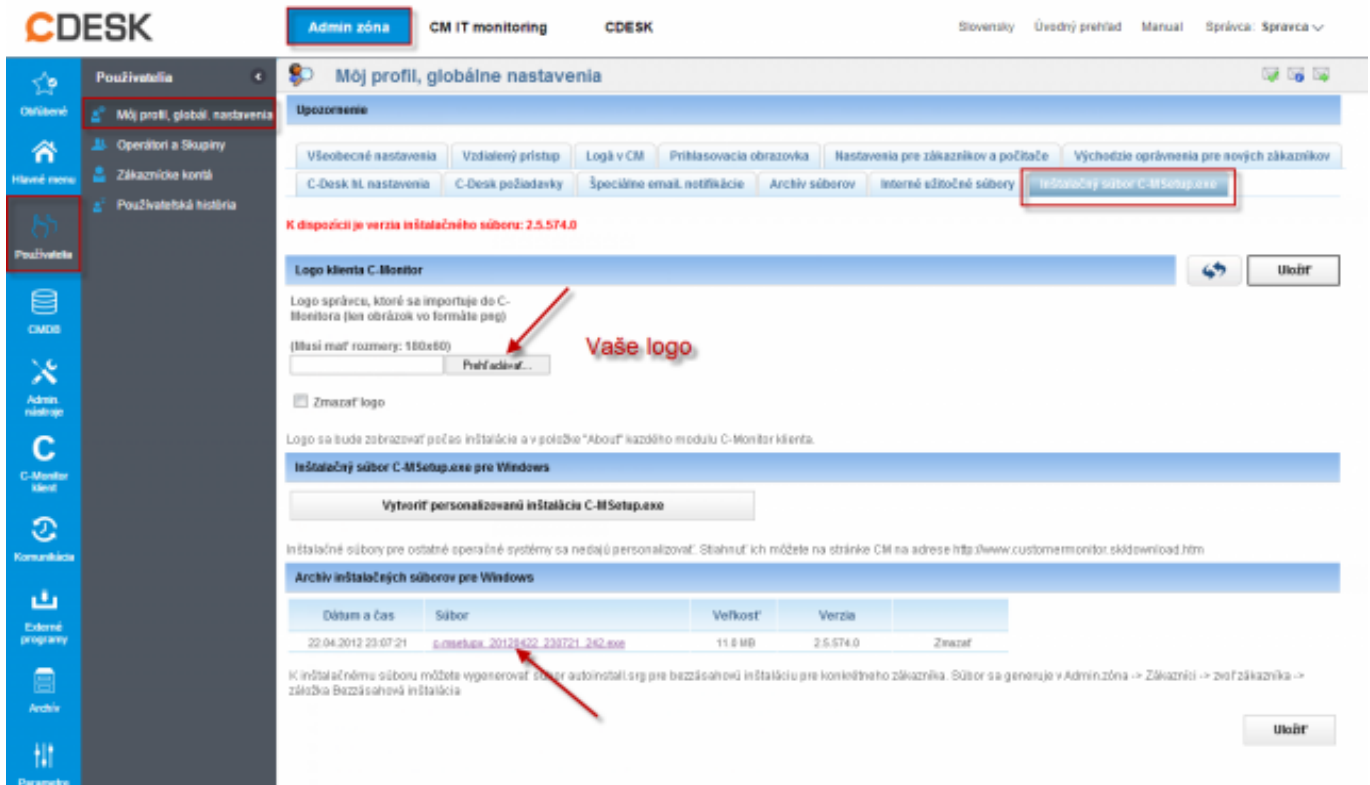 CDESK
Admin zóna
CM IT monitoring
CDESK
Slovensky
Úvodný prehľad
Manual
Správca: Spravca
Obľúbené
Hlavné menu
Používatelia
CMDB
Admin. nástroje
C-Monitor klient
Komunikácia
Externé programy
Archív
Parametre
Používatelia
Môj profil, globál. nastavenia
Operátori a Skupiny
Zákaznícke kontá
Používateľská história
Môj profil, globálne nastavenia
Upozornenie
Všeobecné nastavenia
Vzdialený prístup
Logá v CM
Prihlasovacia obrazovka
Nastavenia pre zákazníkov a počítače
Východzie oprávnenia pre nových zákazníkov
C-Desk hl. nastavenia
C-Desk požiadavky
Špeciálne email. notifikácie
Archív súborov
Interné užitočné súbory
Inštalačný súbor C-MSetup.exe
K dispozícii je verzia inštalačného súboru: 2.5.574.0
Logo klienta C-Monitor
Uložiť
Logo správcu, ktoré sa importuje do C-
Monitora (len obrázok vo formáte png)
(Musí mať rozmery: 180x60)
Prehľadávať...
Vaše logo
Zmazať logo
Logo sa bude zobrazovať počas inštalácie a v položke "About" každého modulu C-Monitor klienta.
Inštalačný súbor C-MSetup.exe pre Windows
Vytvoriť personalizovanú inštaláciu C-MSetup.exe
Inštalačné súbory pre ostatné operačné systémy sa nedajú personalizovať. Stiahnuť ich môžete na stránke CM na adrese http://www.customermonitor.sk/download.htm
Archív inštalačných súborov pre Windows
Dátum a čas
Súbor
Veľkosť
Verzia
22.04.2012 23:07:21
c-msetupx_20120422_230721_242.exe
11.0 MB
2.5.574.0
Zmazať
K inštalačnému súboru môžete vygenerovať súbor autoinstall.srg pre bezzásahovú inštaláciu pre konkrétneho zákazníka. Súbor sa generuje v Admin.zóna -> Zákazníci -> zvoľ zákazníka ->
záložka Bezzásahová inštalácia
Uložiť